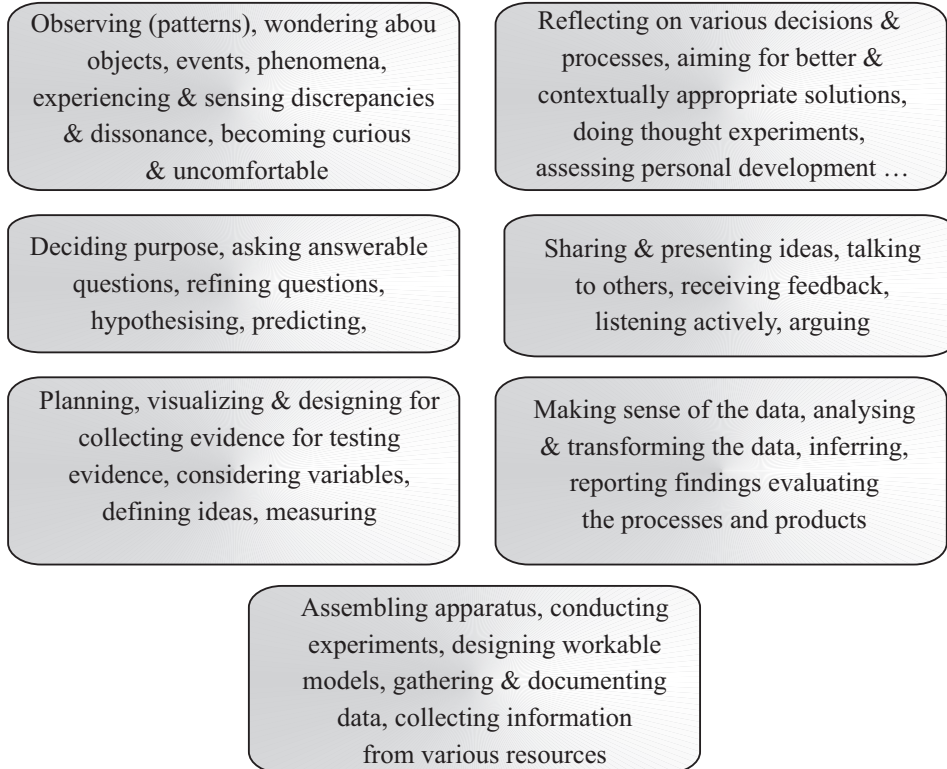 Observing (patterns), wondering abou
objects, events, phenomena,
experiencing & sensing discrepancies
& dissonance, becoming curious
& uncomfortable
Reflecting on various decisions &
processes, aiming for better &
contextually appropriate solutions,
doing thought experiments,
assessing personal development …
Deciding purpose, asking answerable
questions, refining questions,
hypothesising, predicting,
Sharing & presenting ideas, talking
to others, receiving feedback,
listening actively, arguing
Planning, visualizing & designing for
collecting evidence for testing
evidence, considering variables,
defining ideas, measuring
Making sense of the data, analysing
& transforming the data, inferring,
reporting findings evaluating
the processes and products
Assembling apparatus, conducting
experiments, designing workable
models, gathering & documenting
data, collecting information
from various resources